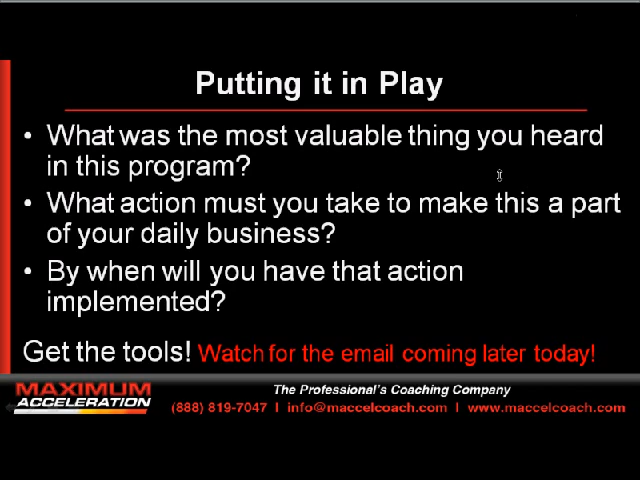 Putting it in Play
• What was the most valuable thing you heard
in this program?
• What action must you take to make this a part
of your daily business?
• By when will you have that action
implemented?
Get the tools! Watch for the email coming later today!
MAXIMUM
ACCELERATION
The Professional's Coaching Company
(888) 819-7047 | info@maccelcoach.com | www.maccelcoach.com